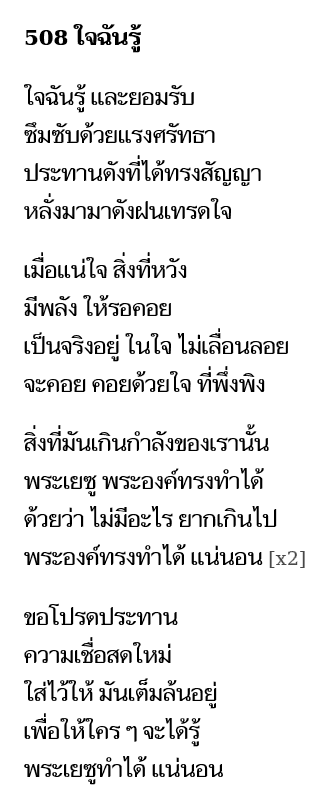 508 ใจฉันรู้
ใจฉันรู้ และยอมรับ
ซึมซับด้วยแรงศรัทธา
ประทานดังที่ได้ทรงสัญญา
หลั่งมามาดังฝนเทรดใจ
เมื่อแน่ใจ สิ่งที่หวัง
มีพลัง ให้รอคอย
เป็นจริงอยู่ ในใจ ไม่เลื่อนลอย
จะคอย คอยด้วยใจ ที่พึ่งพิง
สิ่งที่มันเกินกำลังของเรานั้น
พระเยซู พระองค์ทรงทำได้
ด้วยว่า ไม่มีอะไร ยากเกินไป
พระองค์ทรงทำได้ แน่นอน [x2]
ขอโปรดประทาน
ความเชื่อสดใหม่
ใส่ไว้ให้ มันเต็มล้นอยู่
เพื่อให้ใคร ๆ จะได้รู้
พระเยซูทำได้ แน่นอน